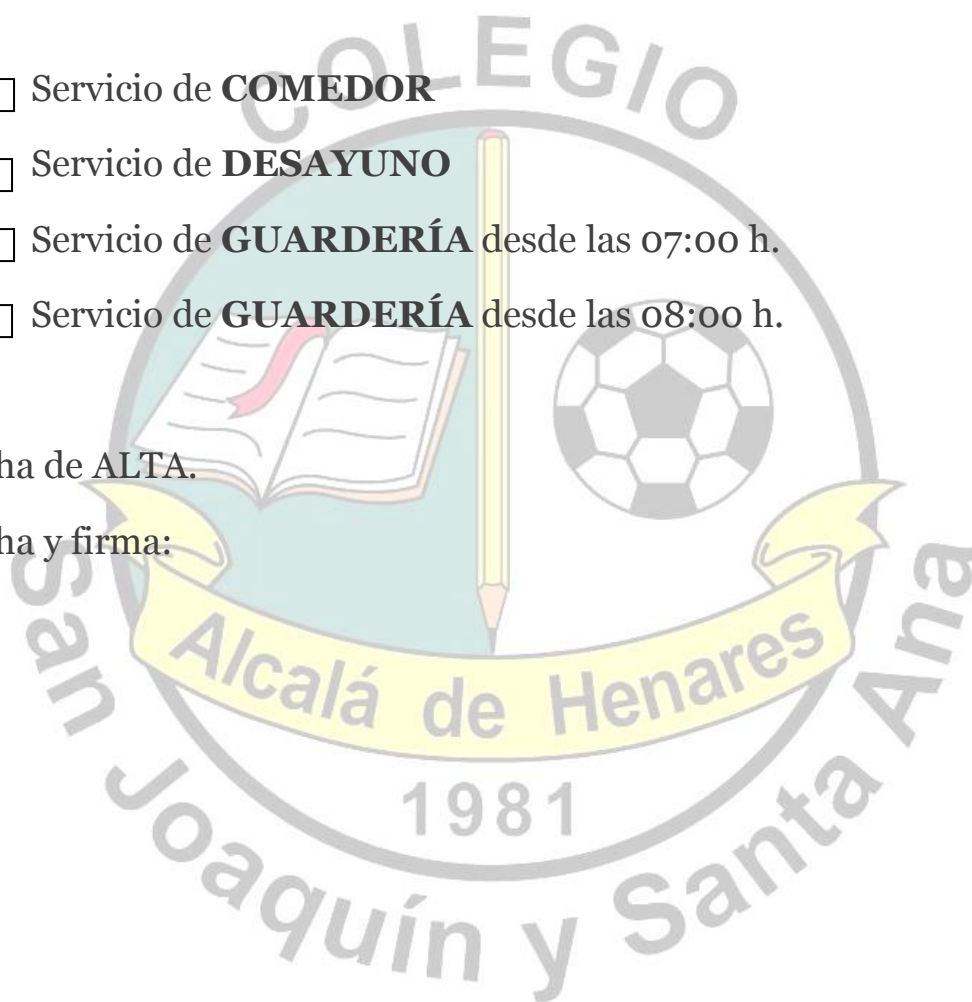 COLEGIO
Servicio de COMEDOR
Servicio de DESAYUNO
Servicio de GUARDERÍA desde las 07:00 h.
Servicio de GUARDERÍA desde las 08:00 h.
ha de ALTA.
ha y firma:
Alcalá de Henares
1981
San Joaquín y Santa Ana